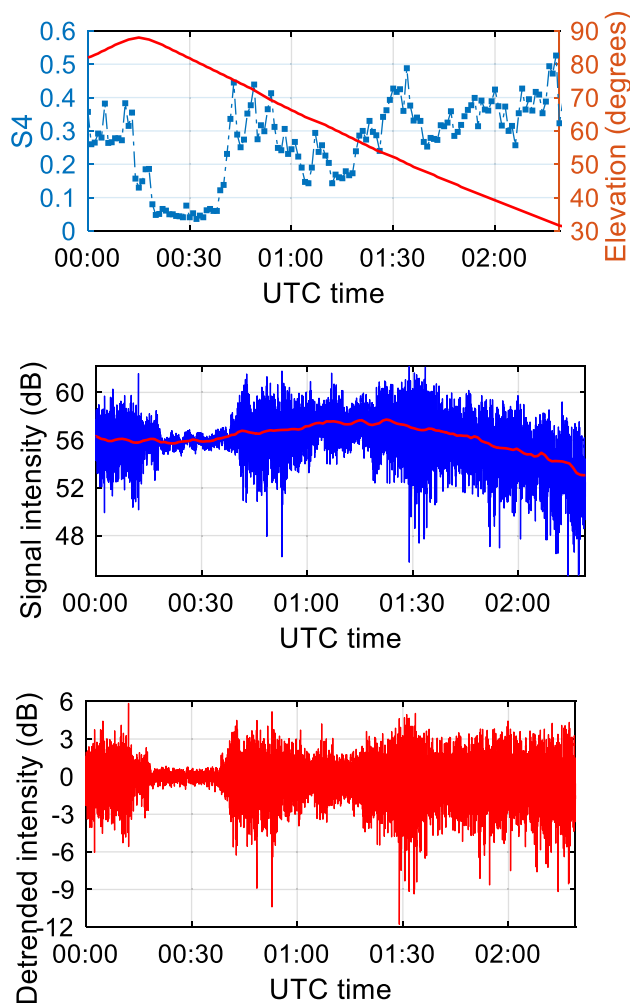 S4
0.6
0.5
0.4
0.3
0.2
0.1
0
90
80
70
60
50
40
30
Elevation (degrees)
00:00 00:30 01:00 01:30 02:00
UTC time
Signal intensity (dB)
60
56
52
48
00:00 00:30 01:00 01:30 02:00
UTC time
Detrended intensity (dB)
6
3
0
-3
-6
-9
-12
00:00 00:30 01:00 01:30 02:00
UTC time